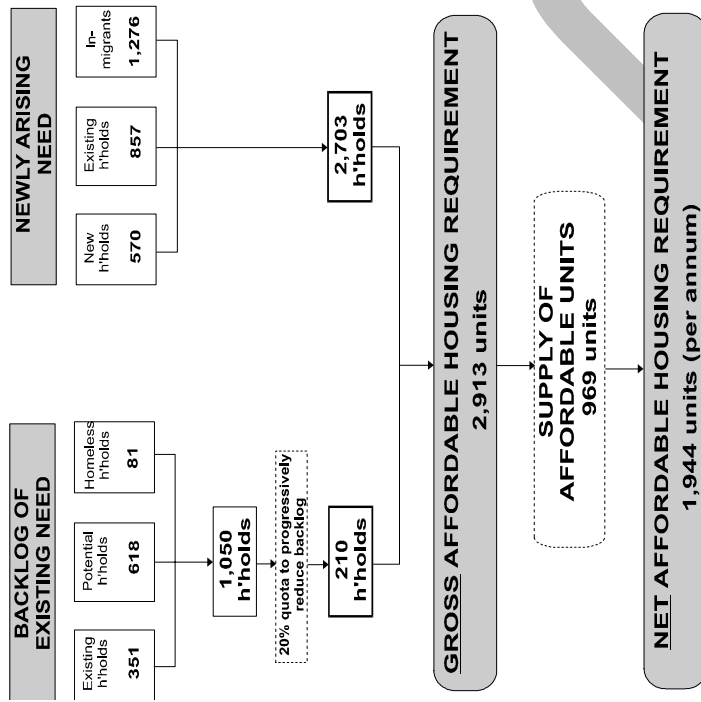 BACKLOG OF
EXISTING NEED
Existing
h'holds
351
Potential
h'holds
618
Homeless
h'holds
81
1,050
h'holds
20% quota to progressively
reduce backlog
210
h'holds
NEWLY ARISING
NEED
New
h'holds
570
Existing
h'holds
857
In-
migrants
1,276
2,703
h'holds
GROSS AFFORDABLE HOUSING REQUIREMENT
2,913 units
SUPPLY OF
AFFORDABLE UNITS
969 units
NET AFFORDABLE HOUSING REQUIREMENT
1,944 units (per annum)